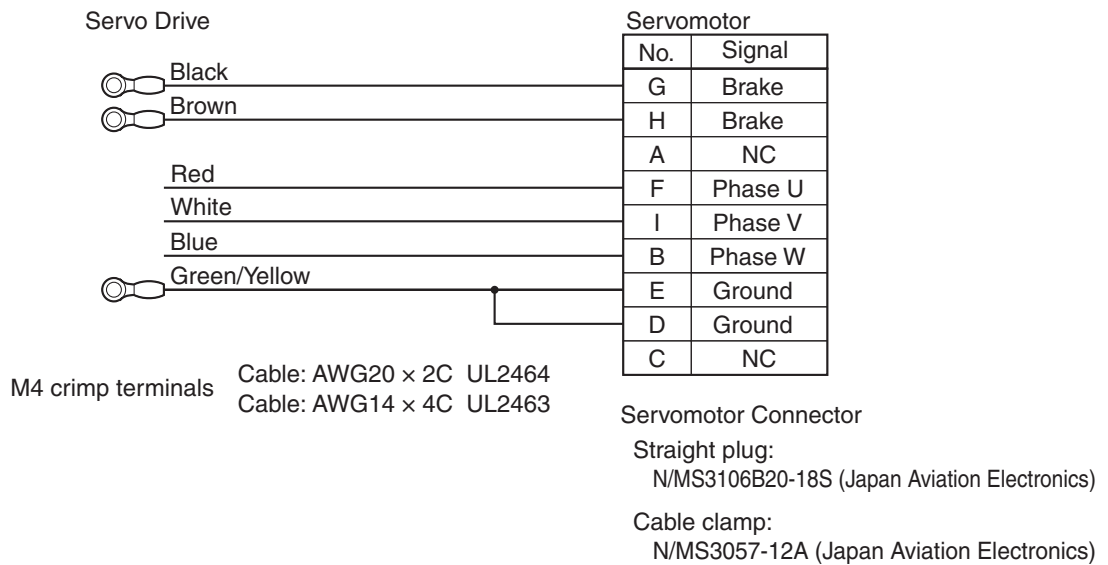 Servo Drive
Servomotor
No. Signal
Black
G Brake
Brown
H Brake
A NC
Red
F Phase U
White
I Phase V
Blue
B Phase W
Green/Yellow
E Ground
D Ground
C NC
M4 crimp terminals
Cable: AWG20 × 2C UL2464
Cable: AWG14 × 4C UL2463
Servomotor Connector
Straight plug:
N/MS3106B20-18S (Japan Aviation Electronics)
Cable clamp:
N/MS3057-12A (Japan Aviation Electronics)